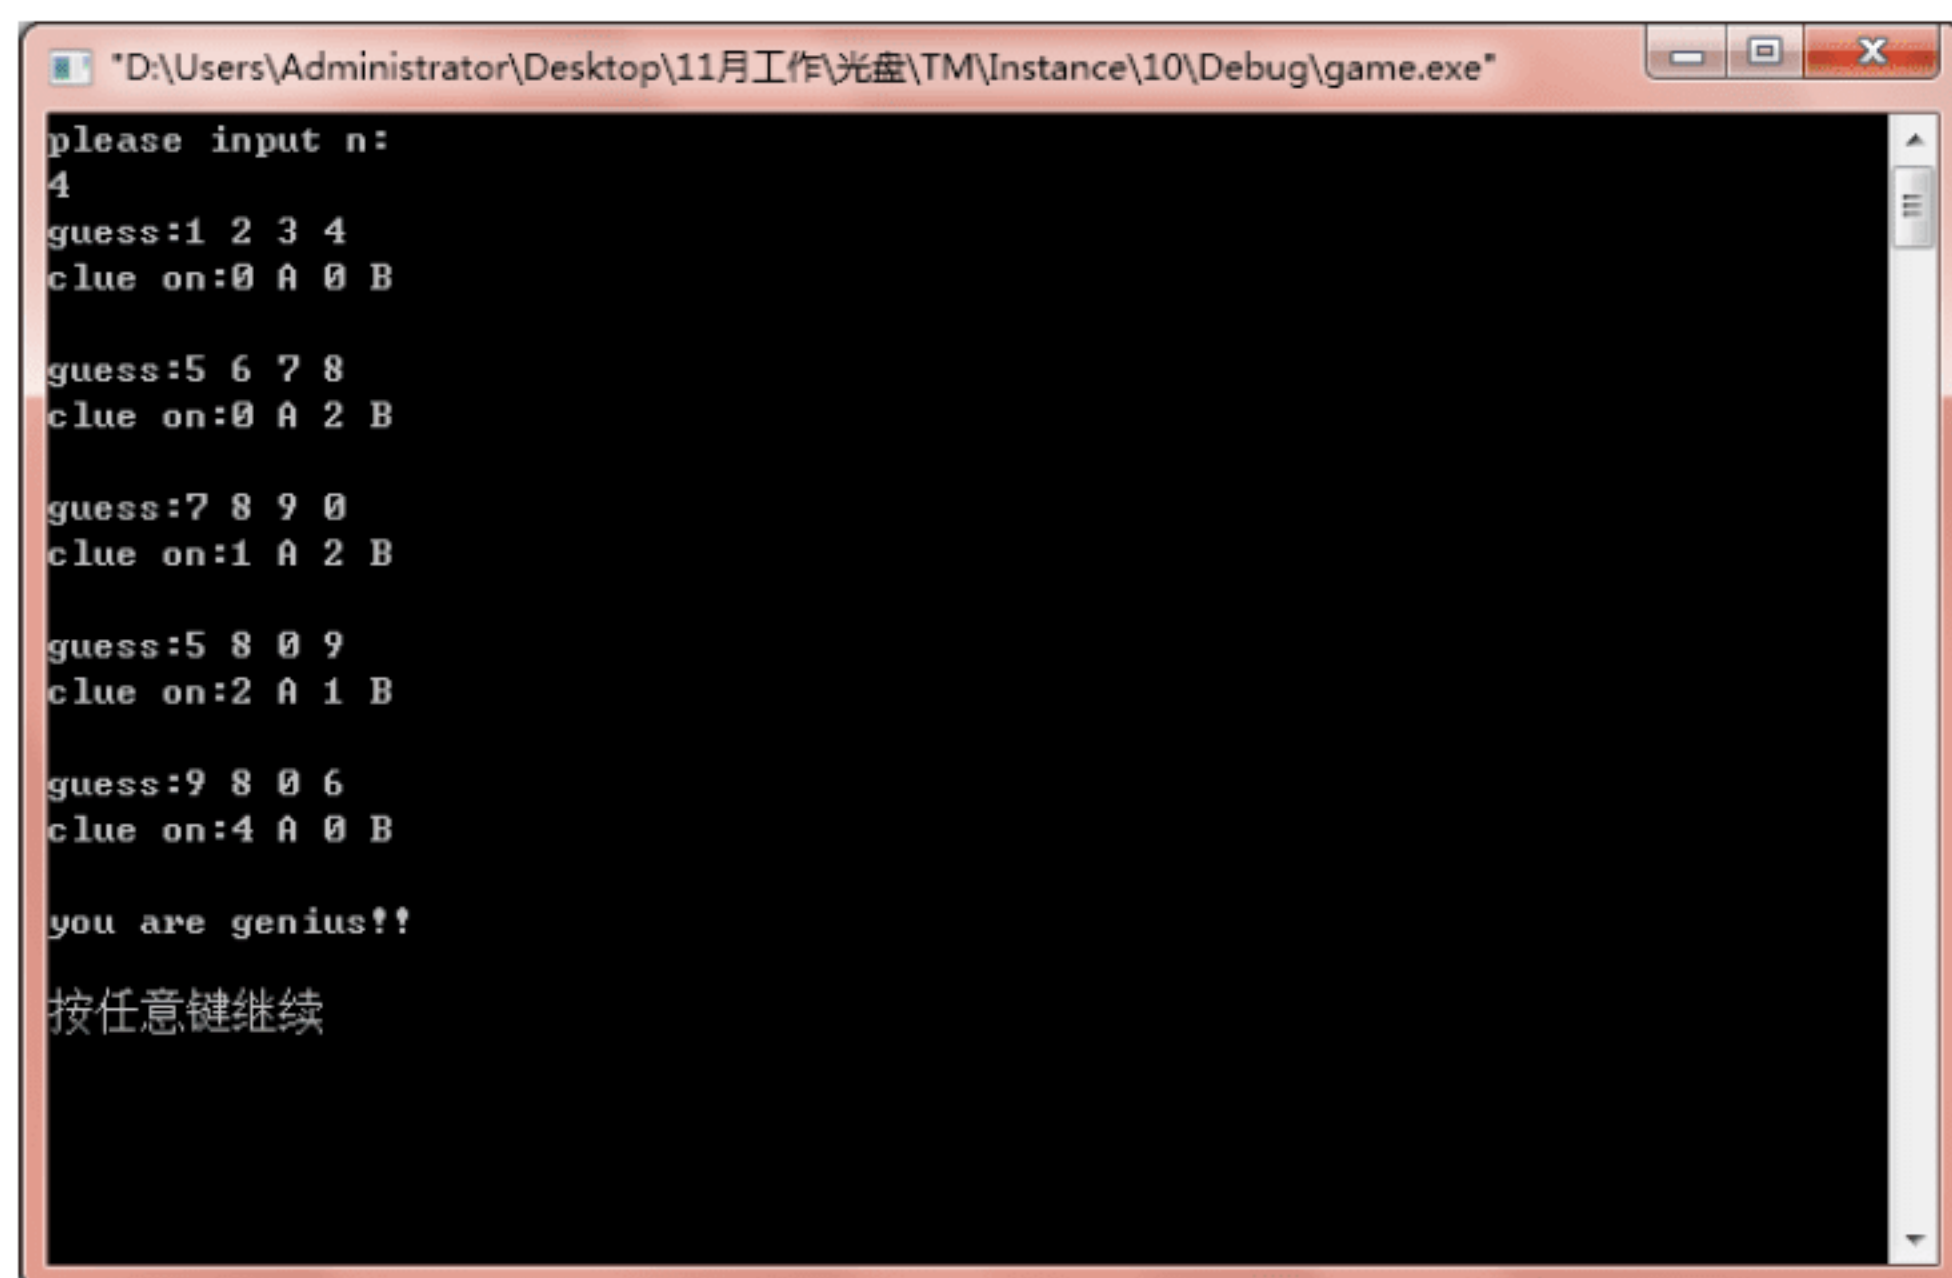 "D:\Users\Administrator\Desktop\11月工作\光盘\TM\Instance\10\Debug\game.exe"
please input n:
4
guess:1 2 3 4
clue on:0 A 0 B
guess:5 6 7 8
clue on:0 A 2 B
guess:7 8 9 0
clue on:1 A 2 B
guess:5 8 0 9
clue on:2 A 1 B
guess:9 8 0 6
clue on:4 A 0 B
you are genius!!
按任意键继续